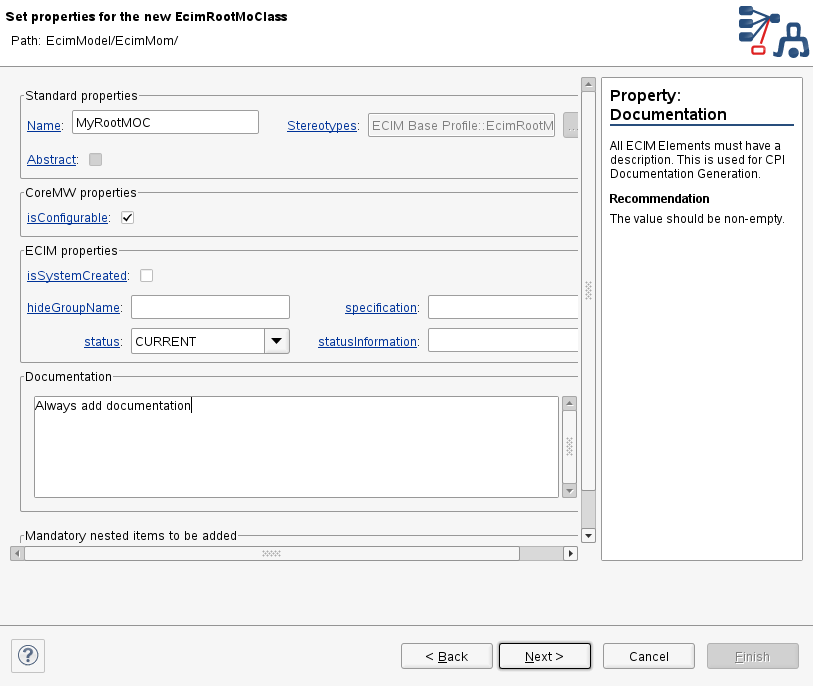 Set properties for the new EcimRootMoClass
Path: EcimModel/EcimMom/
Standard properties
Name: MyRootMOC Stereotypes: ECIM Base Profile::EcimRootM ...
Abstract:
CoreMW properties
isConfigurable:
ECIM properties
isSystemCreated:
hideGroupName: specification:
status: CURRENT statusInformation:
Documentation
Always add documentation
Mandatory nested items to be added
Property:
Documentation
All ECIM Elements must have a
description. This is used for CPI
Documentation Generation.
Recommendation
The value should be non-empty.
? < Back Next > Cancel Finish